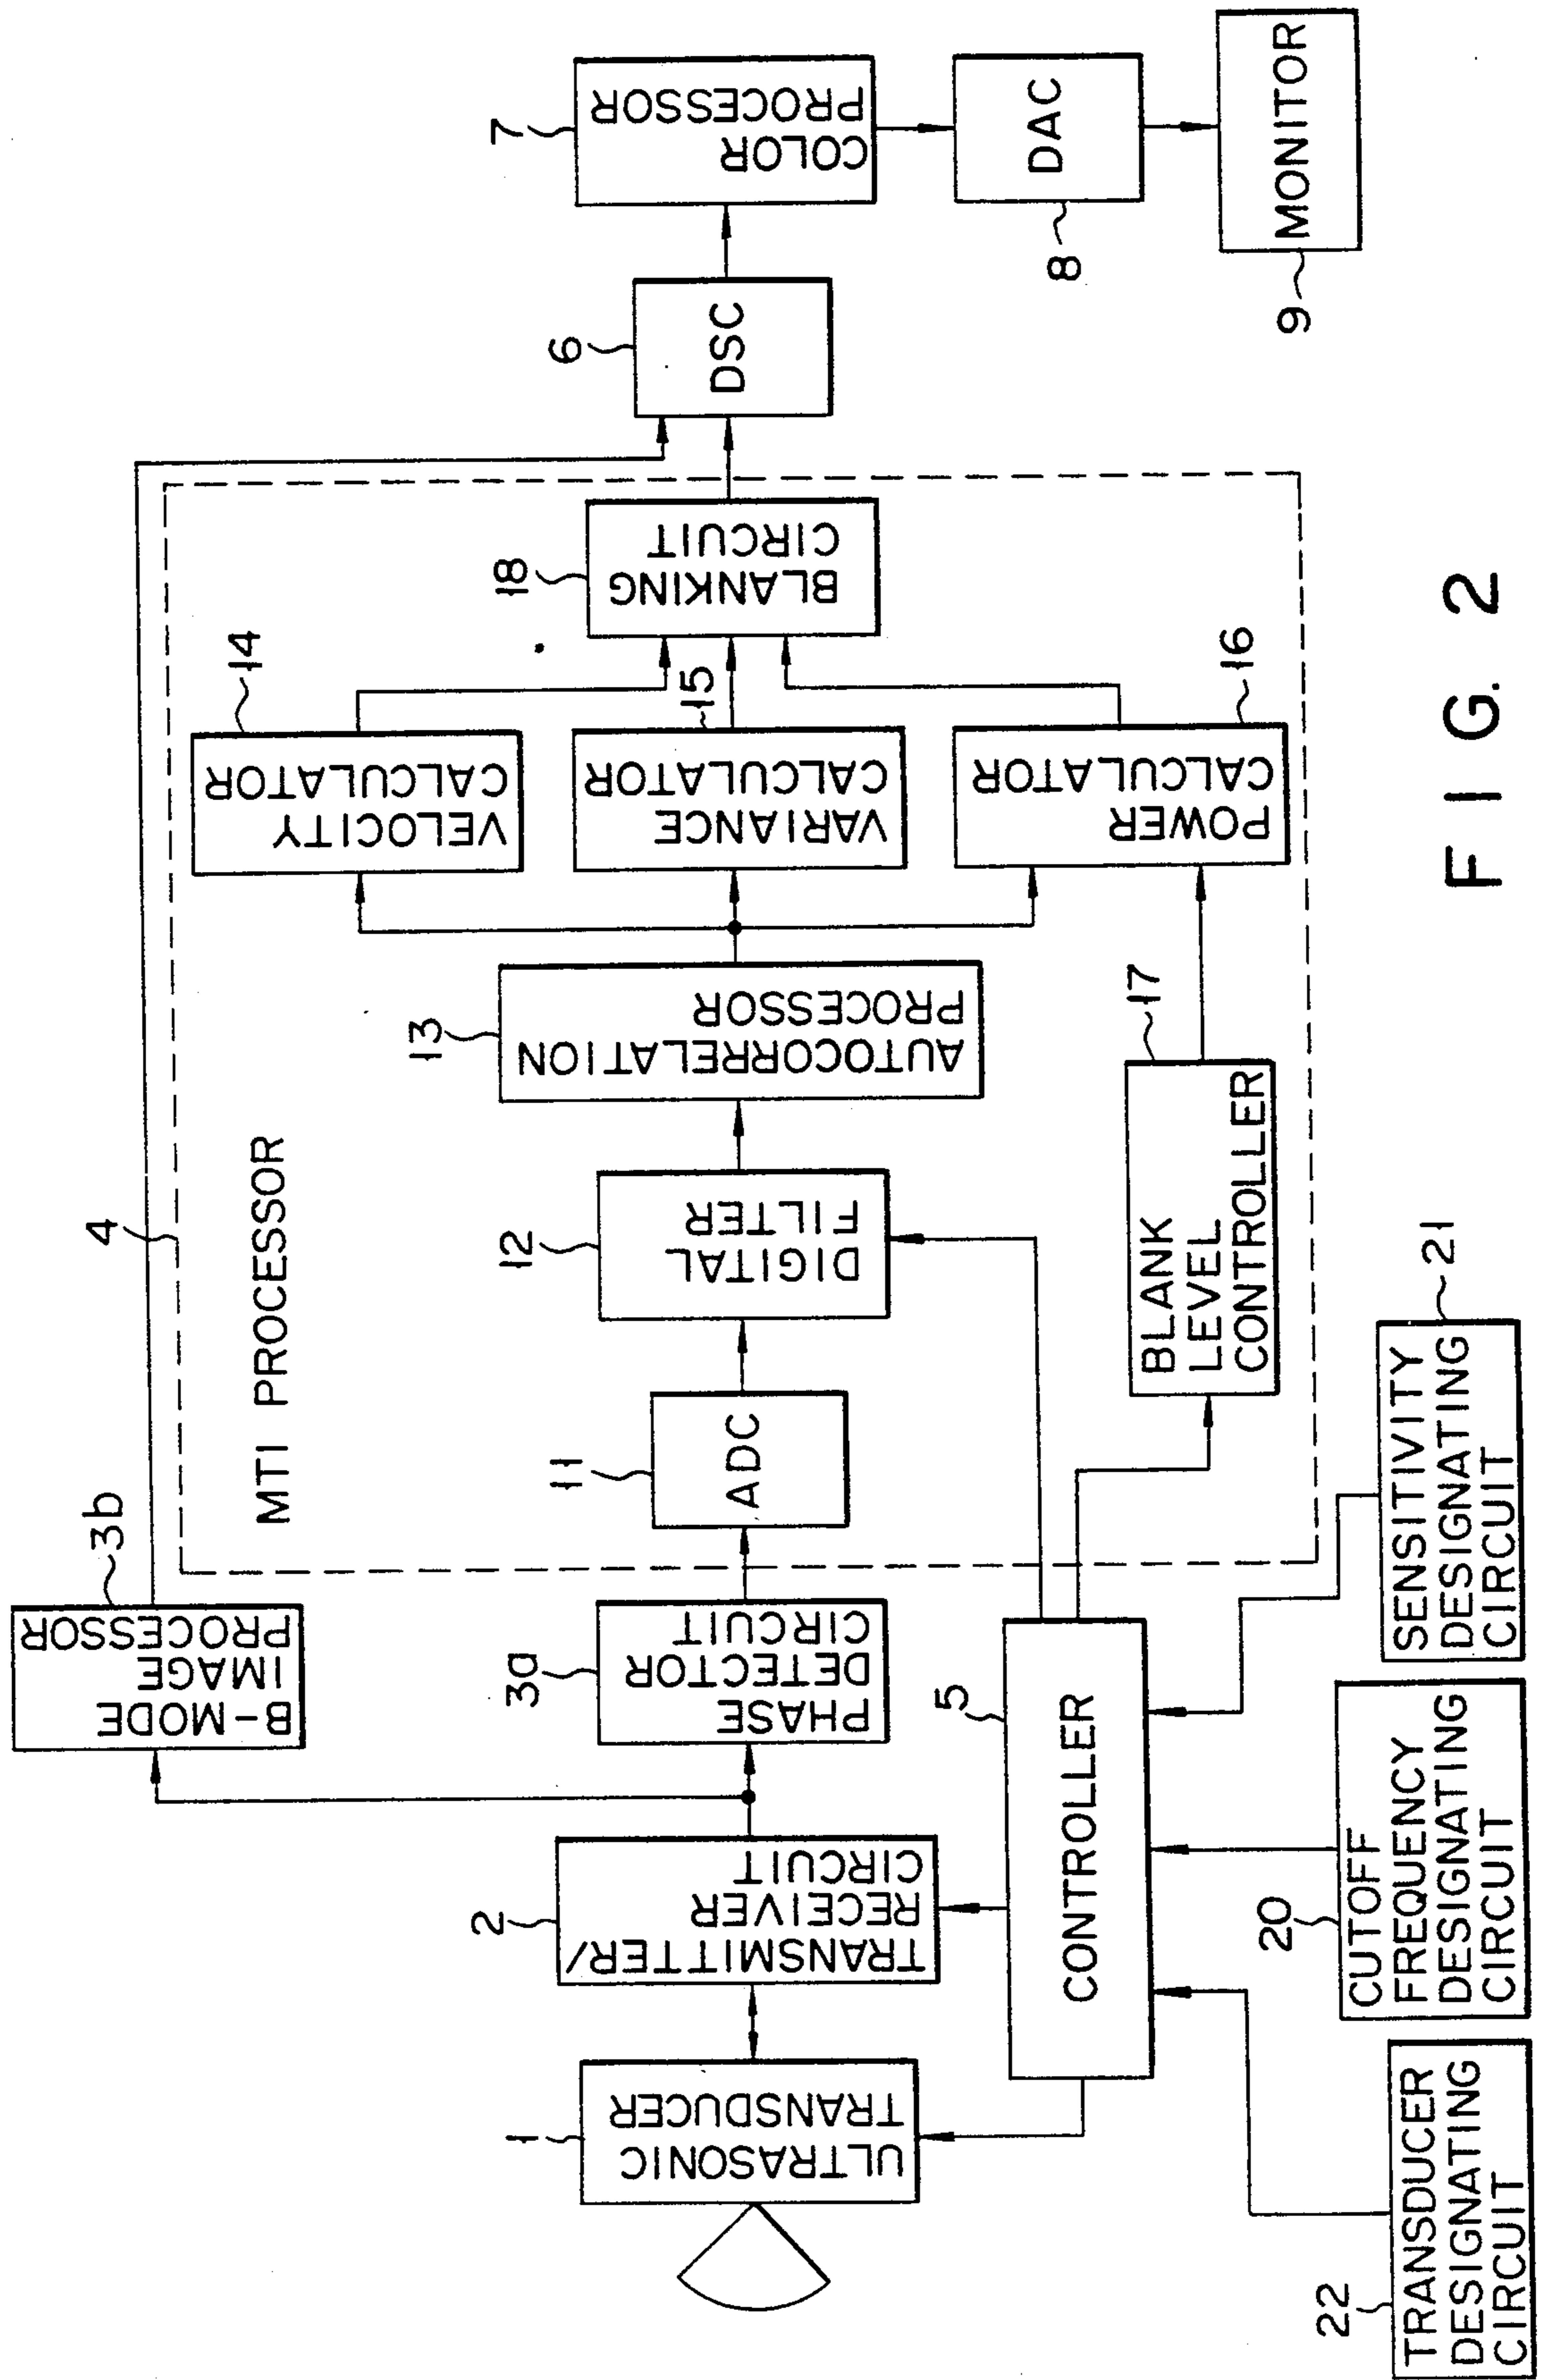 3b
B-MODE
IMAGE
PROCESSOR
4
MTI PROCESSOR
1
ULTRASONIC
TRANSDUCER
2
TRANSMITTER/
RECEIVER
CIRCUIT
3a
PHASE
DETECTOR
CIRCUIT
11
ADC
12
DIGITAL
FILTER
13
AUTOCORRELATION
PROCESSOR
14
VELOCITY
CALCULATOR
15
VARIANCE
CALCULATOR
16
POWER
CALCULATOR
17
BLANK
LEVEL
CONTROLLER
18
BLANKING
CIRCUIT
6
DSC
7
COLOR
PROCESSOR
8
DAC
9
MONITOR
5
CONTROLLER
22
TRANSDUCER
DESIGNATING
CIRCUIT
20
CUTOFF
FREQUENCY
DESIGNATING
CIRCUIT
21
SENSITIVITY
DESIGNATING
CIRCUIT
FIG. 2